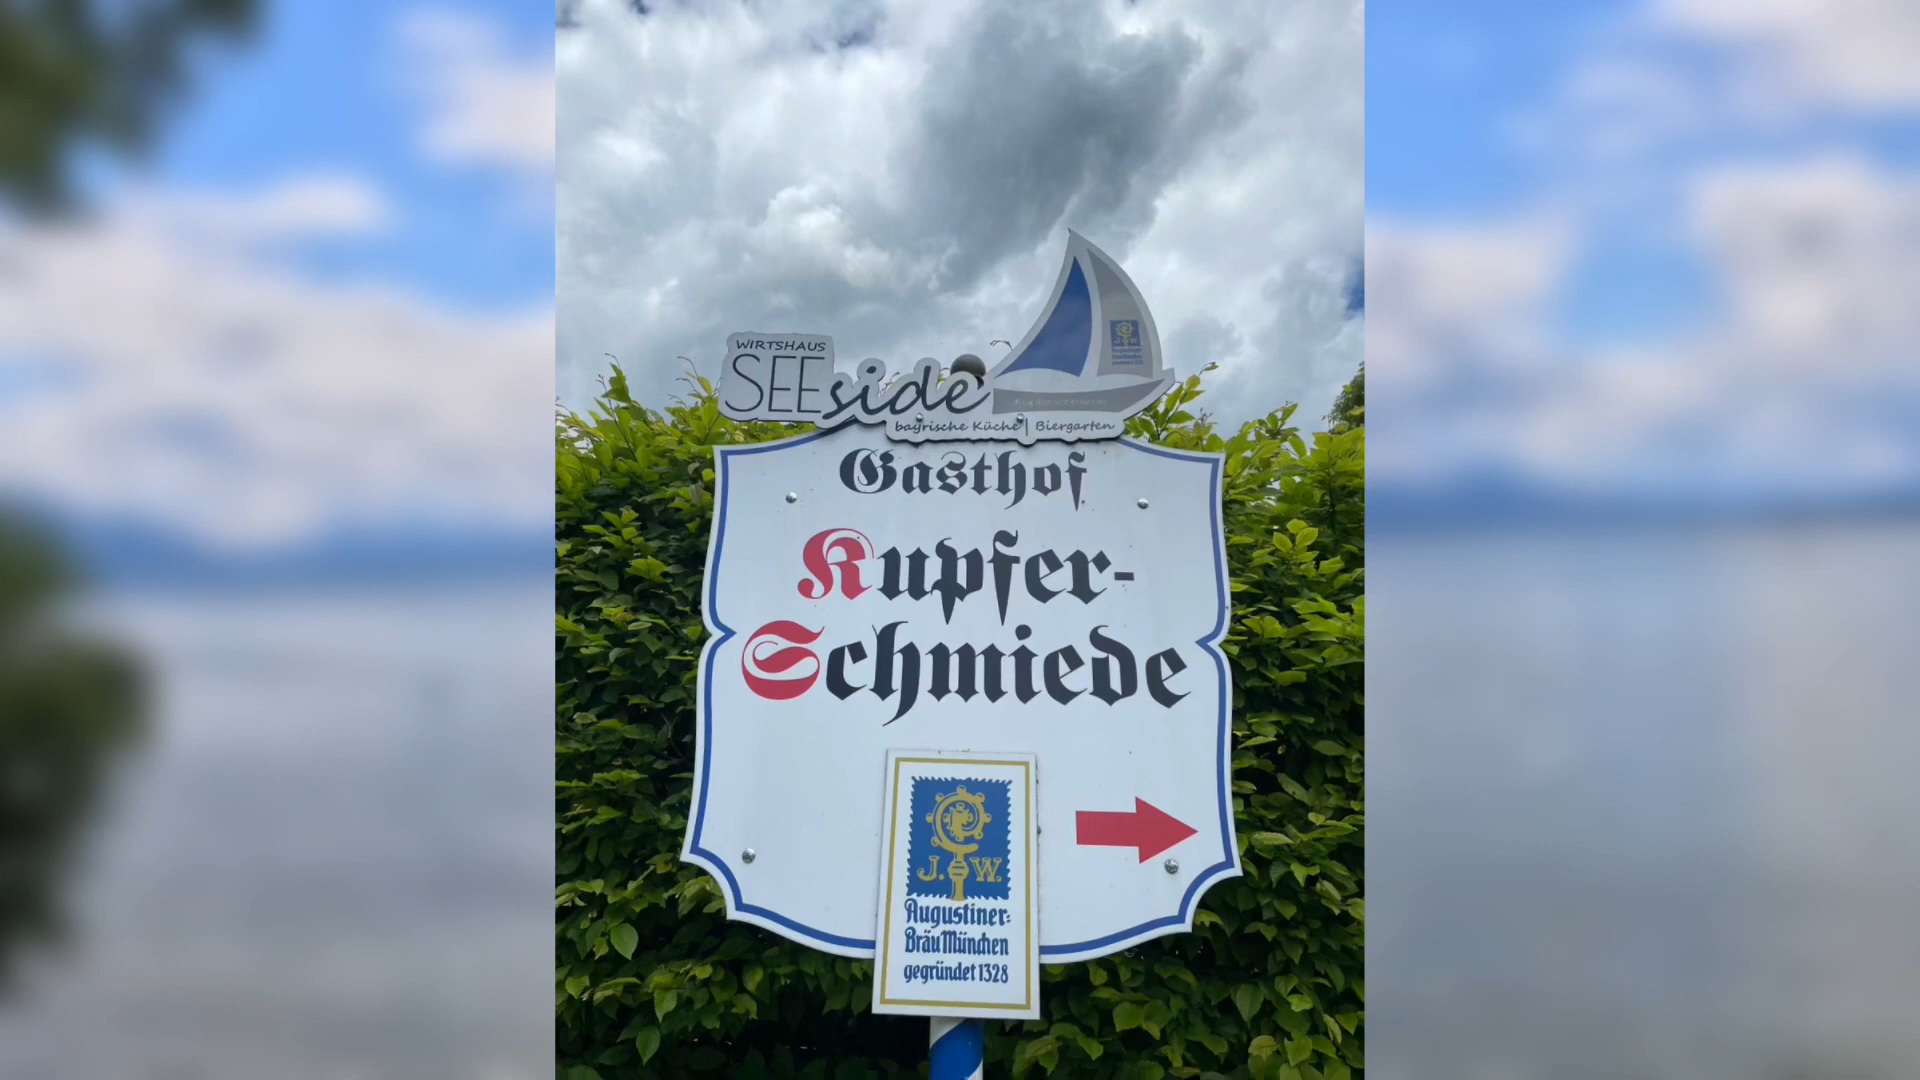 WIRTSHAUS
SEEside
bayrische Küche | Biergarten
Gasthof
Kupfer-
Schmiede
J. W.
Augustiner-
Bräu München
gegründet 1328